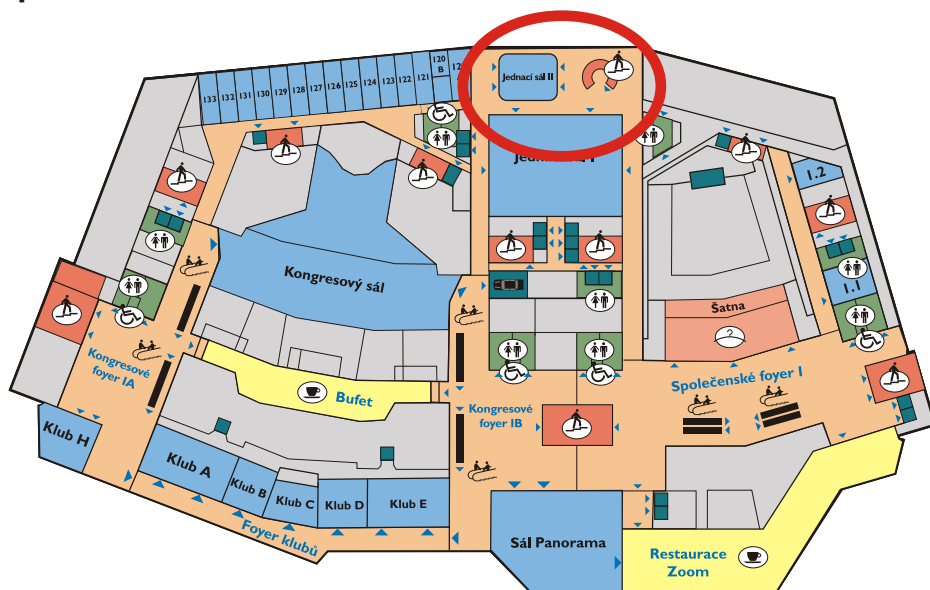 133
132
131
130
129
128
127
126
125
124
123
122
121
120
B
Jednací sál II
1.2
Kongresový sál
1.1
Šatna
Kongresové
foyer IA
Bufet
Kongresové
foyer IB
Společenské foyer I
Klub H
Klub A
Klub B
Klub C
Klub D
Klub E
Foyer klubů
Sál Panorama
Restaurace
Zoom